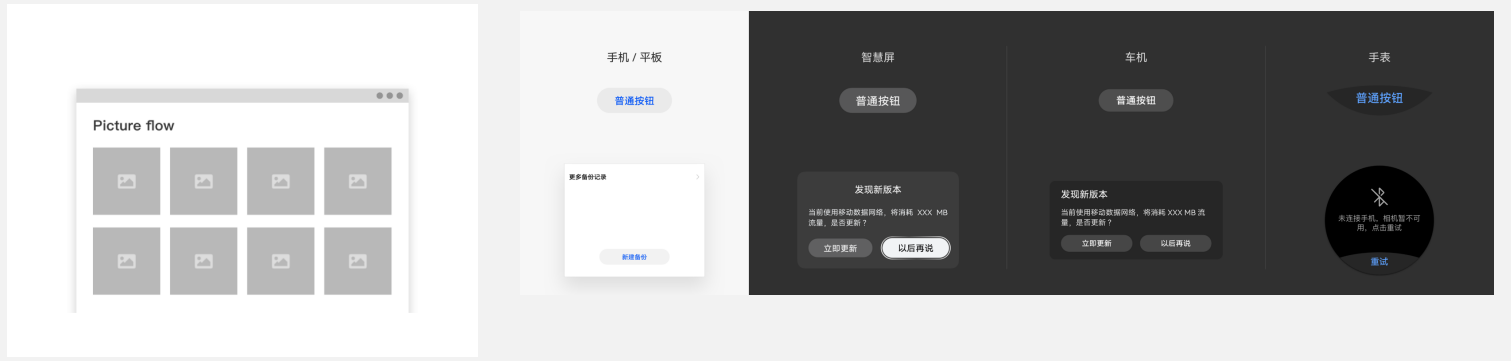 Picture flow
手机 / 平板
普通按钮
更多备份记录
新建备份
智慧屏
普通按钮
发现新版本
当前使用移动数据网络，将消耗 XXX MB
流量，是否更新？
立即更新
以后再说
车机
普通按钮
发现新版本
当前使用移动数据网络，将消耗 XXX MB 流
量，是否更新？
立即更新
以后再说
手表
普通按钮
未连接手机，相机暂不可
用，点击重试
重试